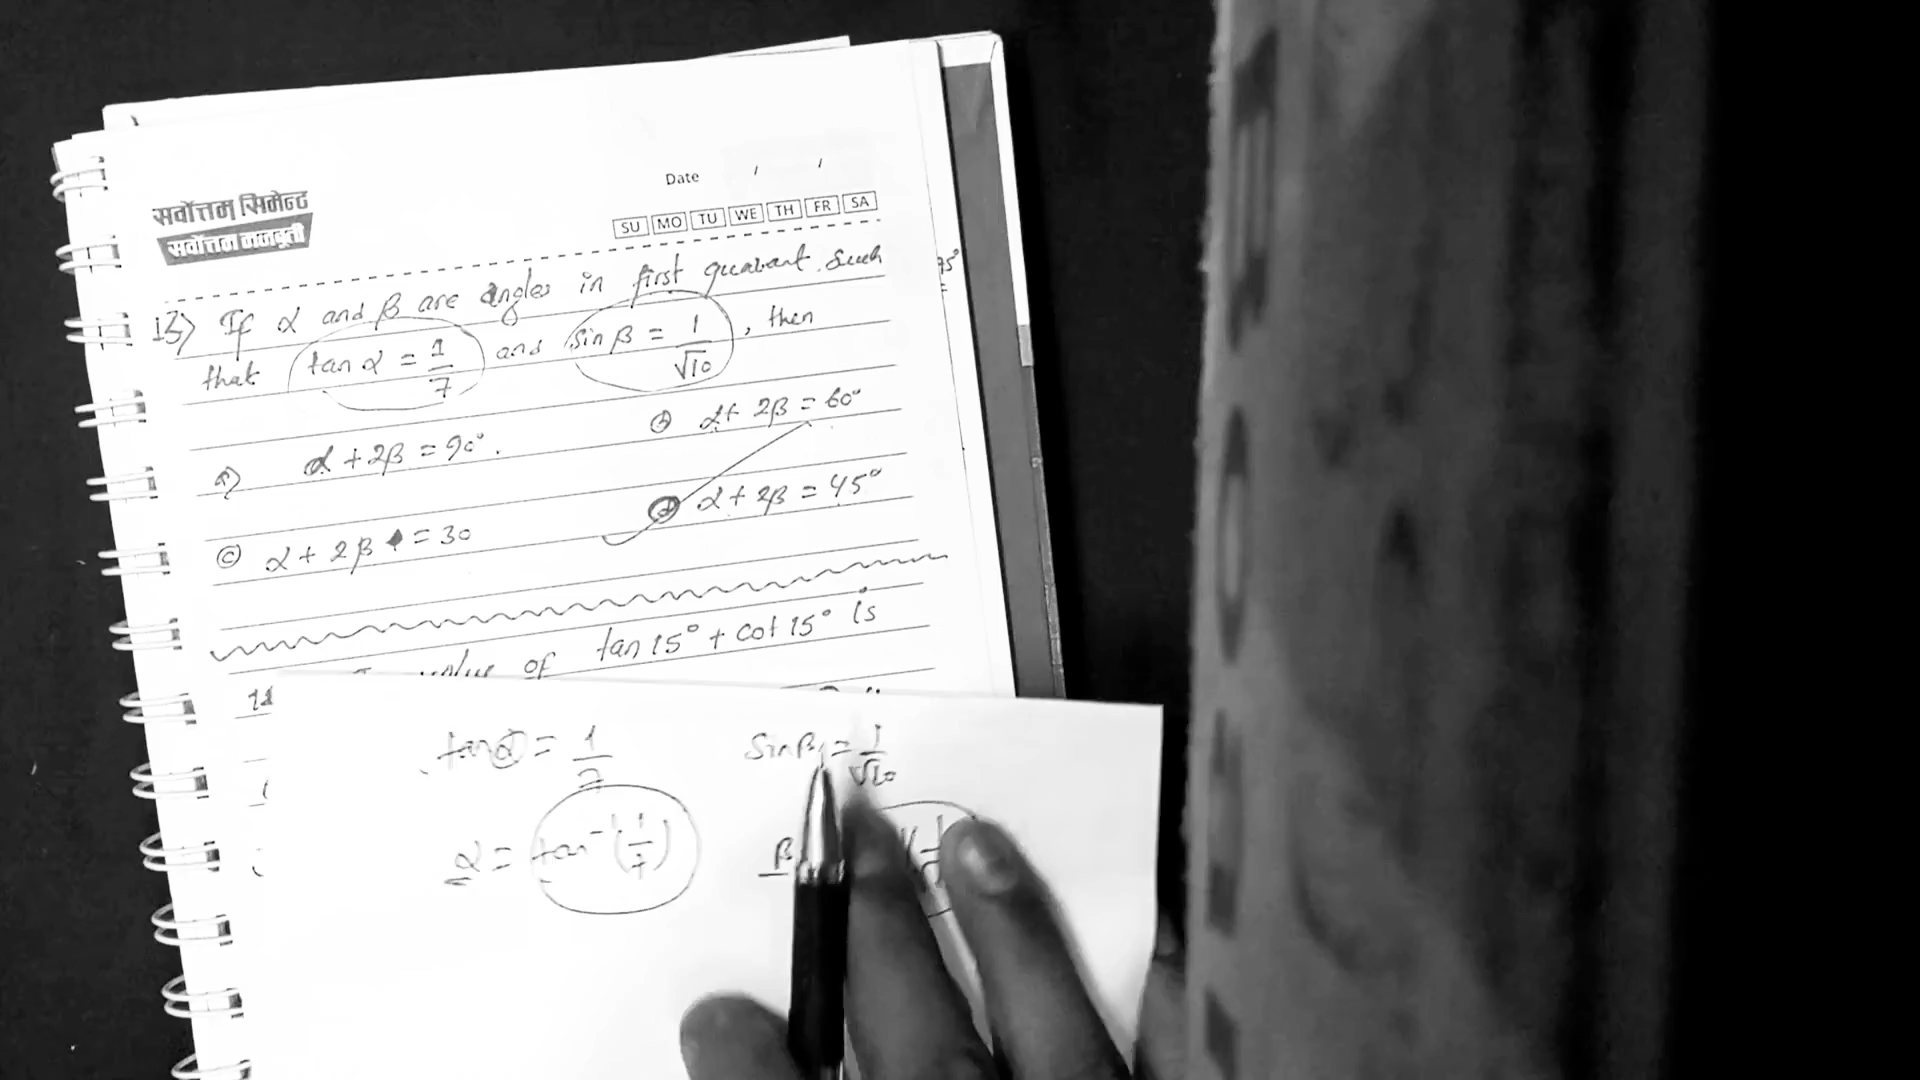 सर्वोत्तम सिमेन्ट
सर्वोत्तम मजबूती
Date / /
SU MO TU WE TH FR SA
13) If α and β are angles in first quarant such
that tan α = 1/7 and sin β = 1/√10, then
a) α + 2β = 90°.
b) α + 2β = 60°
c) α + 2β = 30
d) α + 2β = 45°
value of tan 15° + cot 15° is
tan α = 1/7
sin β = 1/√10
α = tan⁻¹(1/7)
β